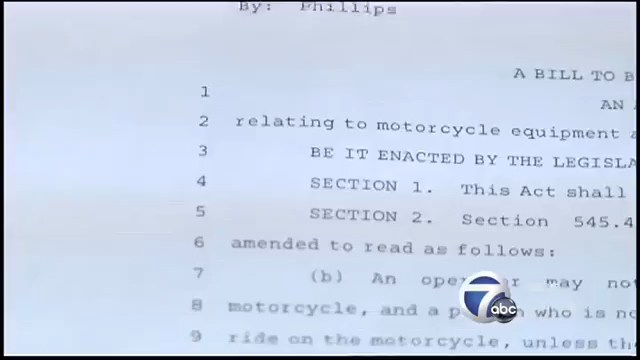 By: Phillips
A BILL TO B
1 AN
2 relating to motorcycle equipment a
3 BE IT ENACTED BY THE LEGISLA
4 SECTION 1. This Act shall
5 SECTION 2. Section 545.4
6 amended to read as follows:
7 (b) An may no
8 motorcycle, and a who is no
9 ride on the motorcycle, unless th
7 abc